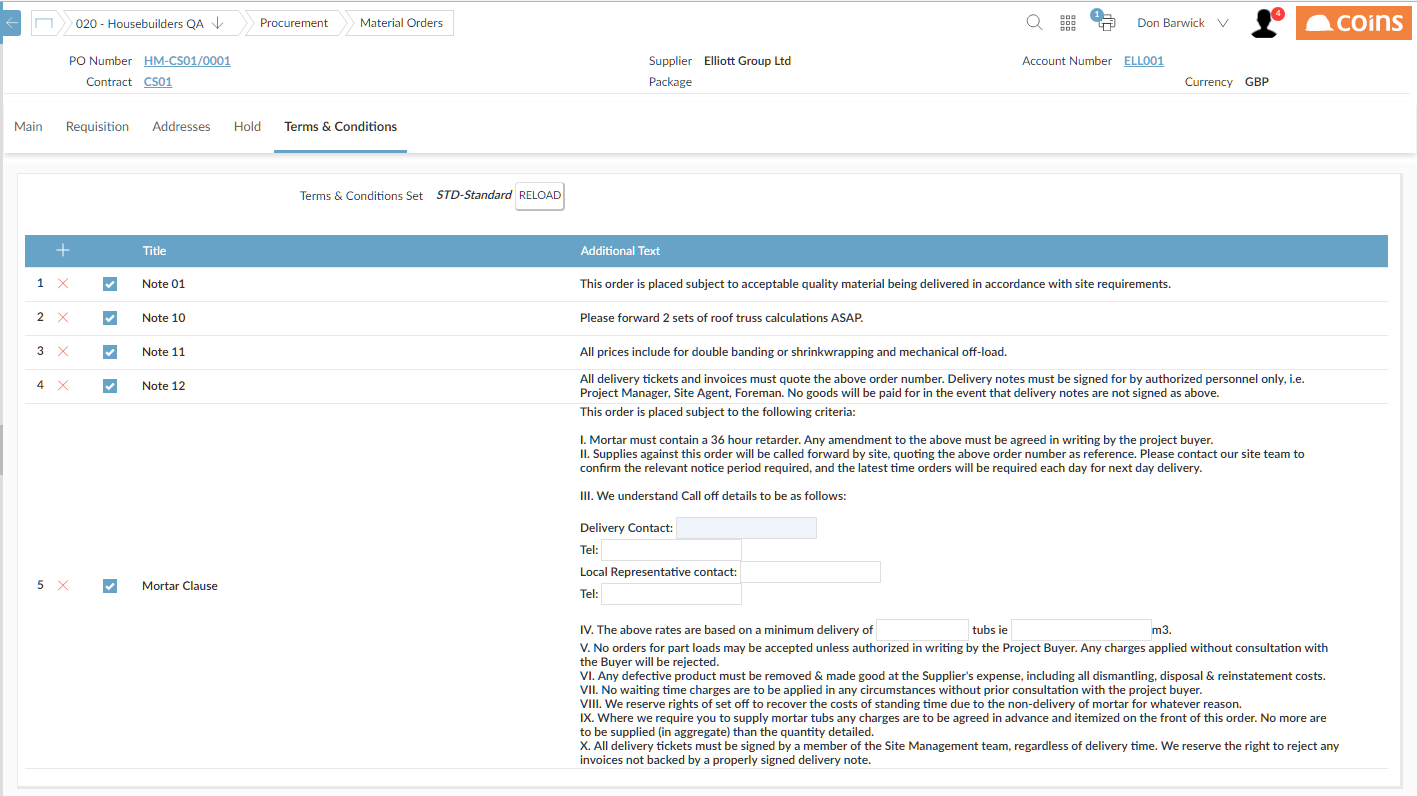 020 - Housebuilders QA
Procurement
Material Orders
1
Don Barwick
4
coins
PO Number HM-CS01/0001
Supplier Elliott Group Ltd
Account Number ELL001
Contract CS01
Package
Currency GBP
Main
Requisition
Addresses
Hold
Terms & Conditions
Terms & Conditions Set STD-Standard RELOAD
Title
Additional Text
1 Note 01 This order is placed subject to acceptable quality material being delivered in accordance with site requirements.
2 Note 10 Please forward 2 sets of roof truss calculations ASAP.
3 Note 11 All prices include for double banding or shrinkwrapping and mechanical off-load.
4 Note 12 All delivery tickets and invoices must quote the above order number. Delivery notes must be signed for by authorized personnel only, i.e.
Project Manager, Site Agent, Foreman. No goods will be paid for in the event that delivery notes are not signed as above.
5 Mortar Clause
This order is placed subject to the following criteria:
I. Mortar must contain a 36 hour retarder. Any amendment to the above must be agreed in writing by the project buyer.
II. Supplies against this order will be called forward by site, quoting the above order number as reference. Please contact our site team to
confirm the relevant notice period required, and the latest time orders will be required each day for next day delivery.
III. We understand Call off details to be as follows:
Delivery Contact:
Tel:
Local Representative contact:
Tel:
IV. The above rates are based on a minimum delivery of tubs ie m3.
V. No orders for part loads may be accepted unless authorized in writing by the Project Buyer. Any charges applied without consultation with
the Buyer will be rejected.
VI. Any defective product must be removed & made good at the Supplier's expense, including all dismantling, disposal & reinstatement costs.
VII. No waiting time charges are to be applied in any circumstances without prior consultation with the project buyer.
VIII. We reserve rights of set off to recover the costs of standing time due to the non-delivery of mortar for whatever reason.
IX. Where we require you to supply mortar tubs any charges are to be agreed in advance and itemized on the front of this order. No more are
to be supplied (in aggregate) than the quantity detailed.
X. All delivery tickets must be signed by a member of the Site Management team, regardless of delivery time. We reserve the right to reject any
invoices not backed by a properly signed delivery note.